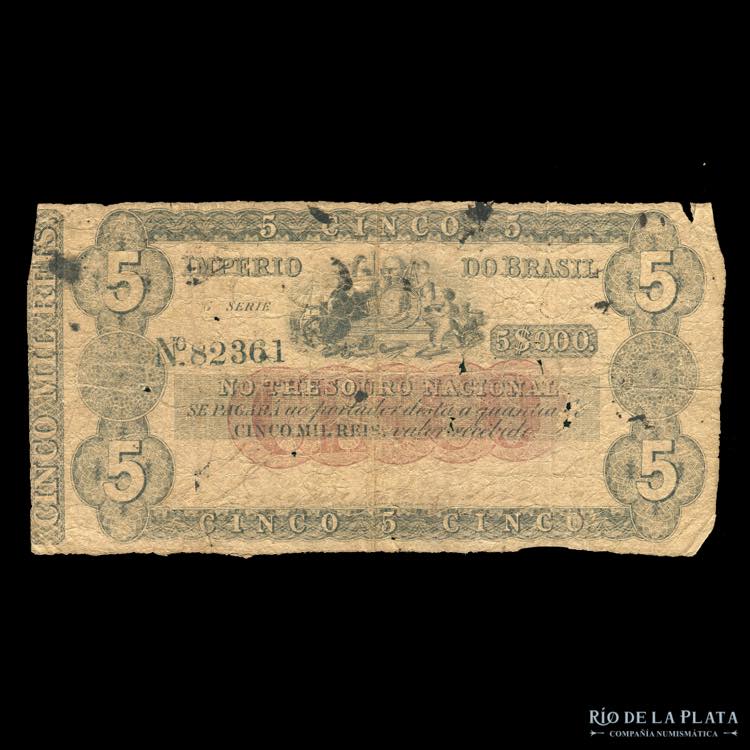 CINCO MIL REIS.
5 CINCO 5
5 5
IMPERIO DO BRASIL
SERIE
Nº 82361 5$000
NO THESOURO NACIONAL
SE PAGARÁ ao portador desta a quantia de
CINCO MIL REIS, valor recebido.
5 5
CINCO 5 CINCO
RÍO DE LA PLATA
COMPAÑÍA NUMISMÁTICA